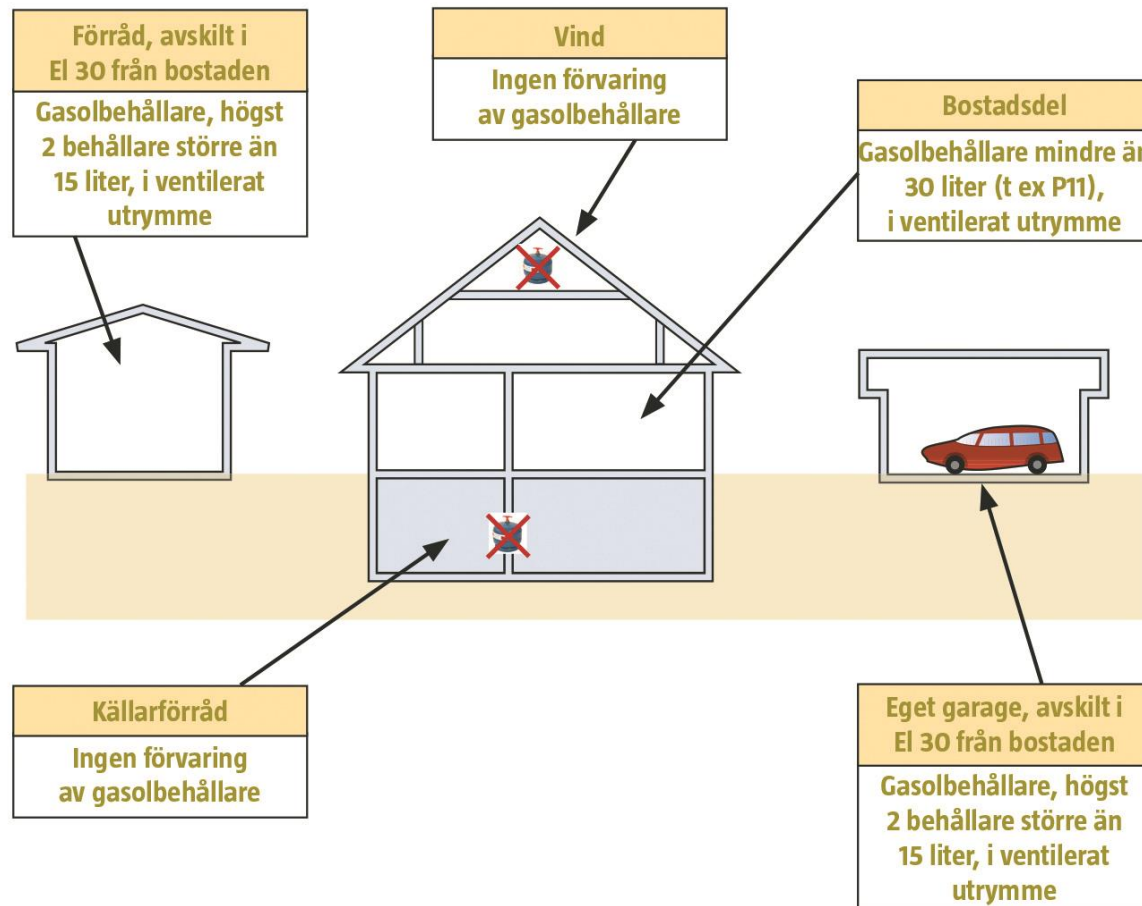 Förråd, avskilt i
El 30 från bostaden
Gasolbehållare, högst
2 behållare större än
15 liter, i ventilerat
utrymme
Vind
Ingen förvaring
av gasolbehållare
Bostadsdel
Gasolbehållare mindre än
30 liter (t ex P11),
i ventilerat utrymme
Källarförråd
Ingen förvaring
av gasolbehållare
Eget garage, avskilt i
El 30 från bostaden
Gasolbehållare, högst
2 behållare större än
15 liter, i ventilerat
utrymme